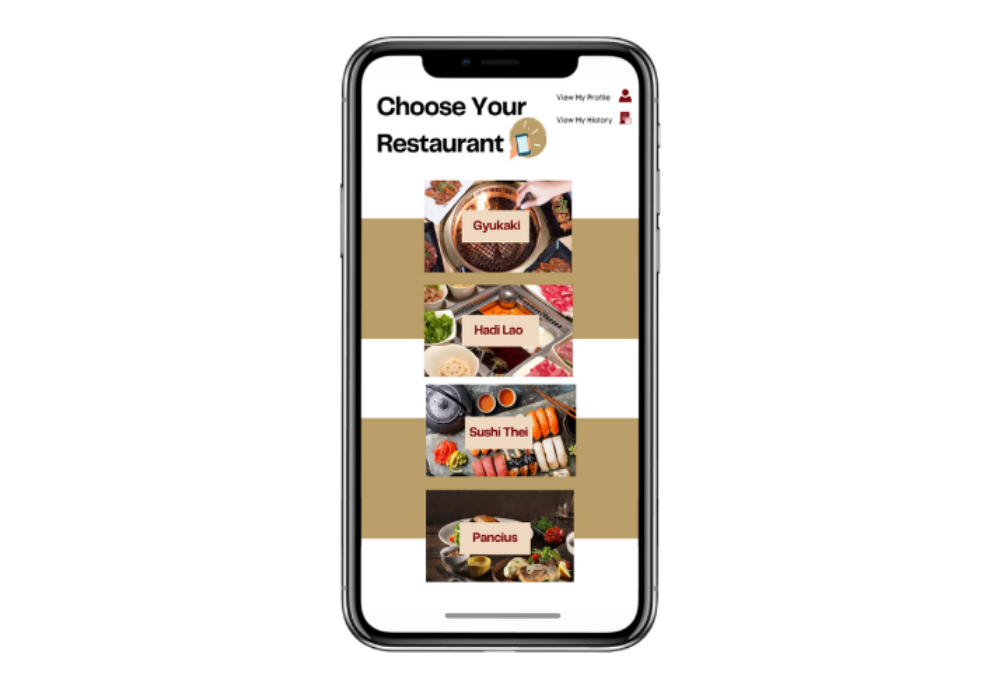 Choose Your
Restaurant
View My Profile
View My History
Gyukaki
Hadi Lao
Sushi Thei
Pancius